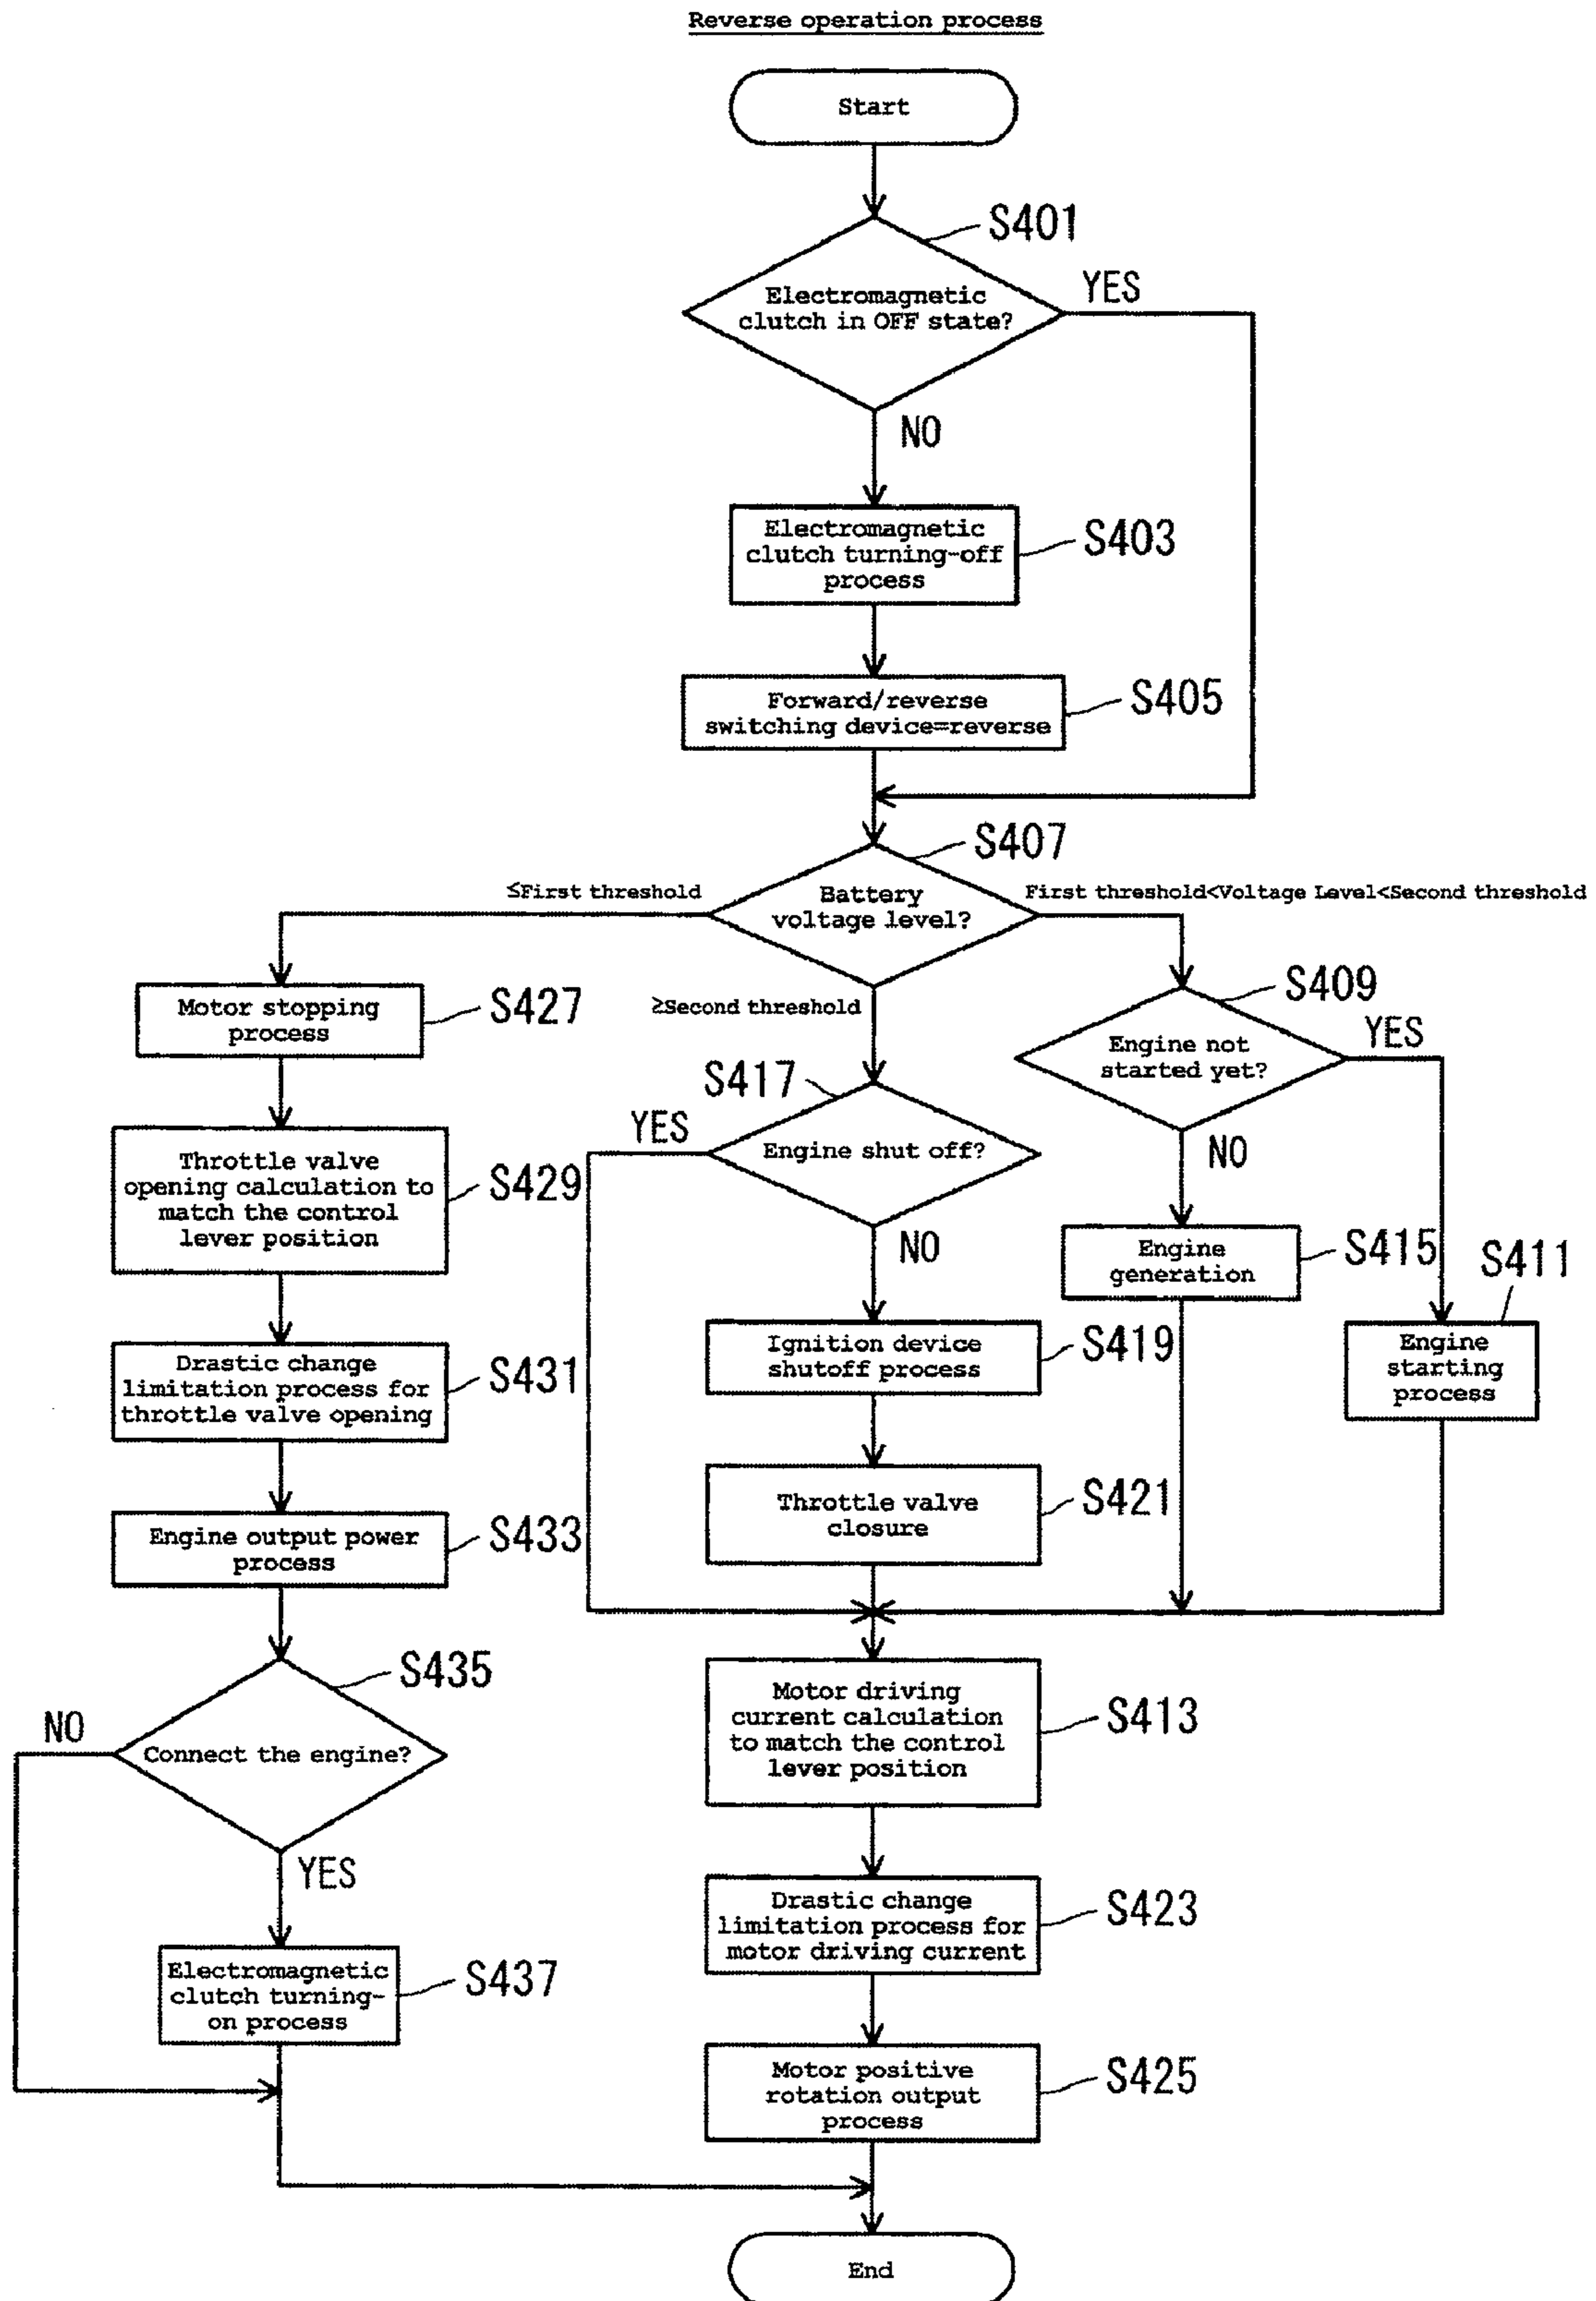 Reverse operation process
Start
S401
Electromagnetic
clutch in OFF state?
YES
NO
Electromagnetic
clutch turning-off
process
S403
Forward/reverse
switching device=reverse
S405
S407
Battery
voltage level?
≤First threshold
First threshold<Voltage Level<Second threshold
≥Second threshold
Motor stopping
process
S427
S409
Engine not
started yet?
YES
NO
S417
Engine shut off?
YES
NO
Throttle valve
opening calculation to
match the control
lever position
S429
Engine
generation
S415
S411
Engine
starting
process
Ignition device
shutoff process
S419
Drastic change
limitation process for
throttle valve opening
S431
Throttle valve
closure
S421
Engine output power
process
S433
S435
Connect the engine?
NO
YES
Motor driving
current calculation
to match the control
lever position
S413
Drastic change
limitation process for
motor driving current
S423
Electromagnetic
clutch turning-
on process
S437
Motor positive
rotation output
process
S425
End